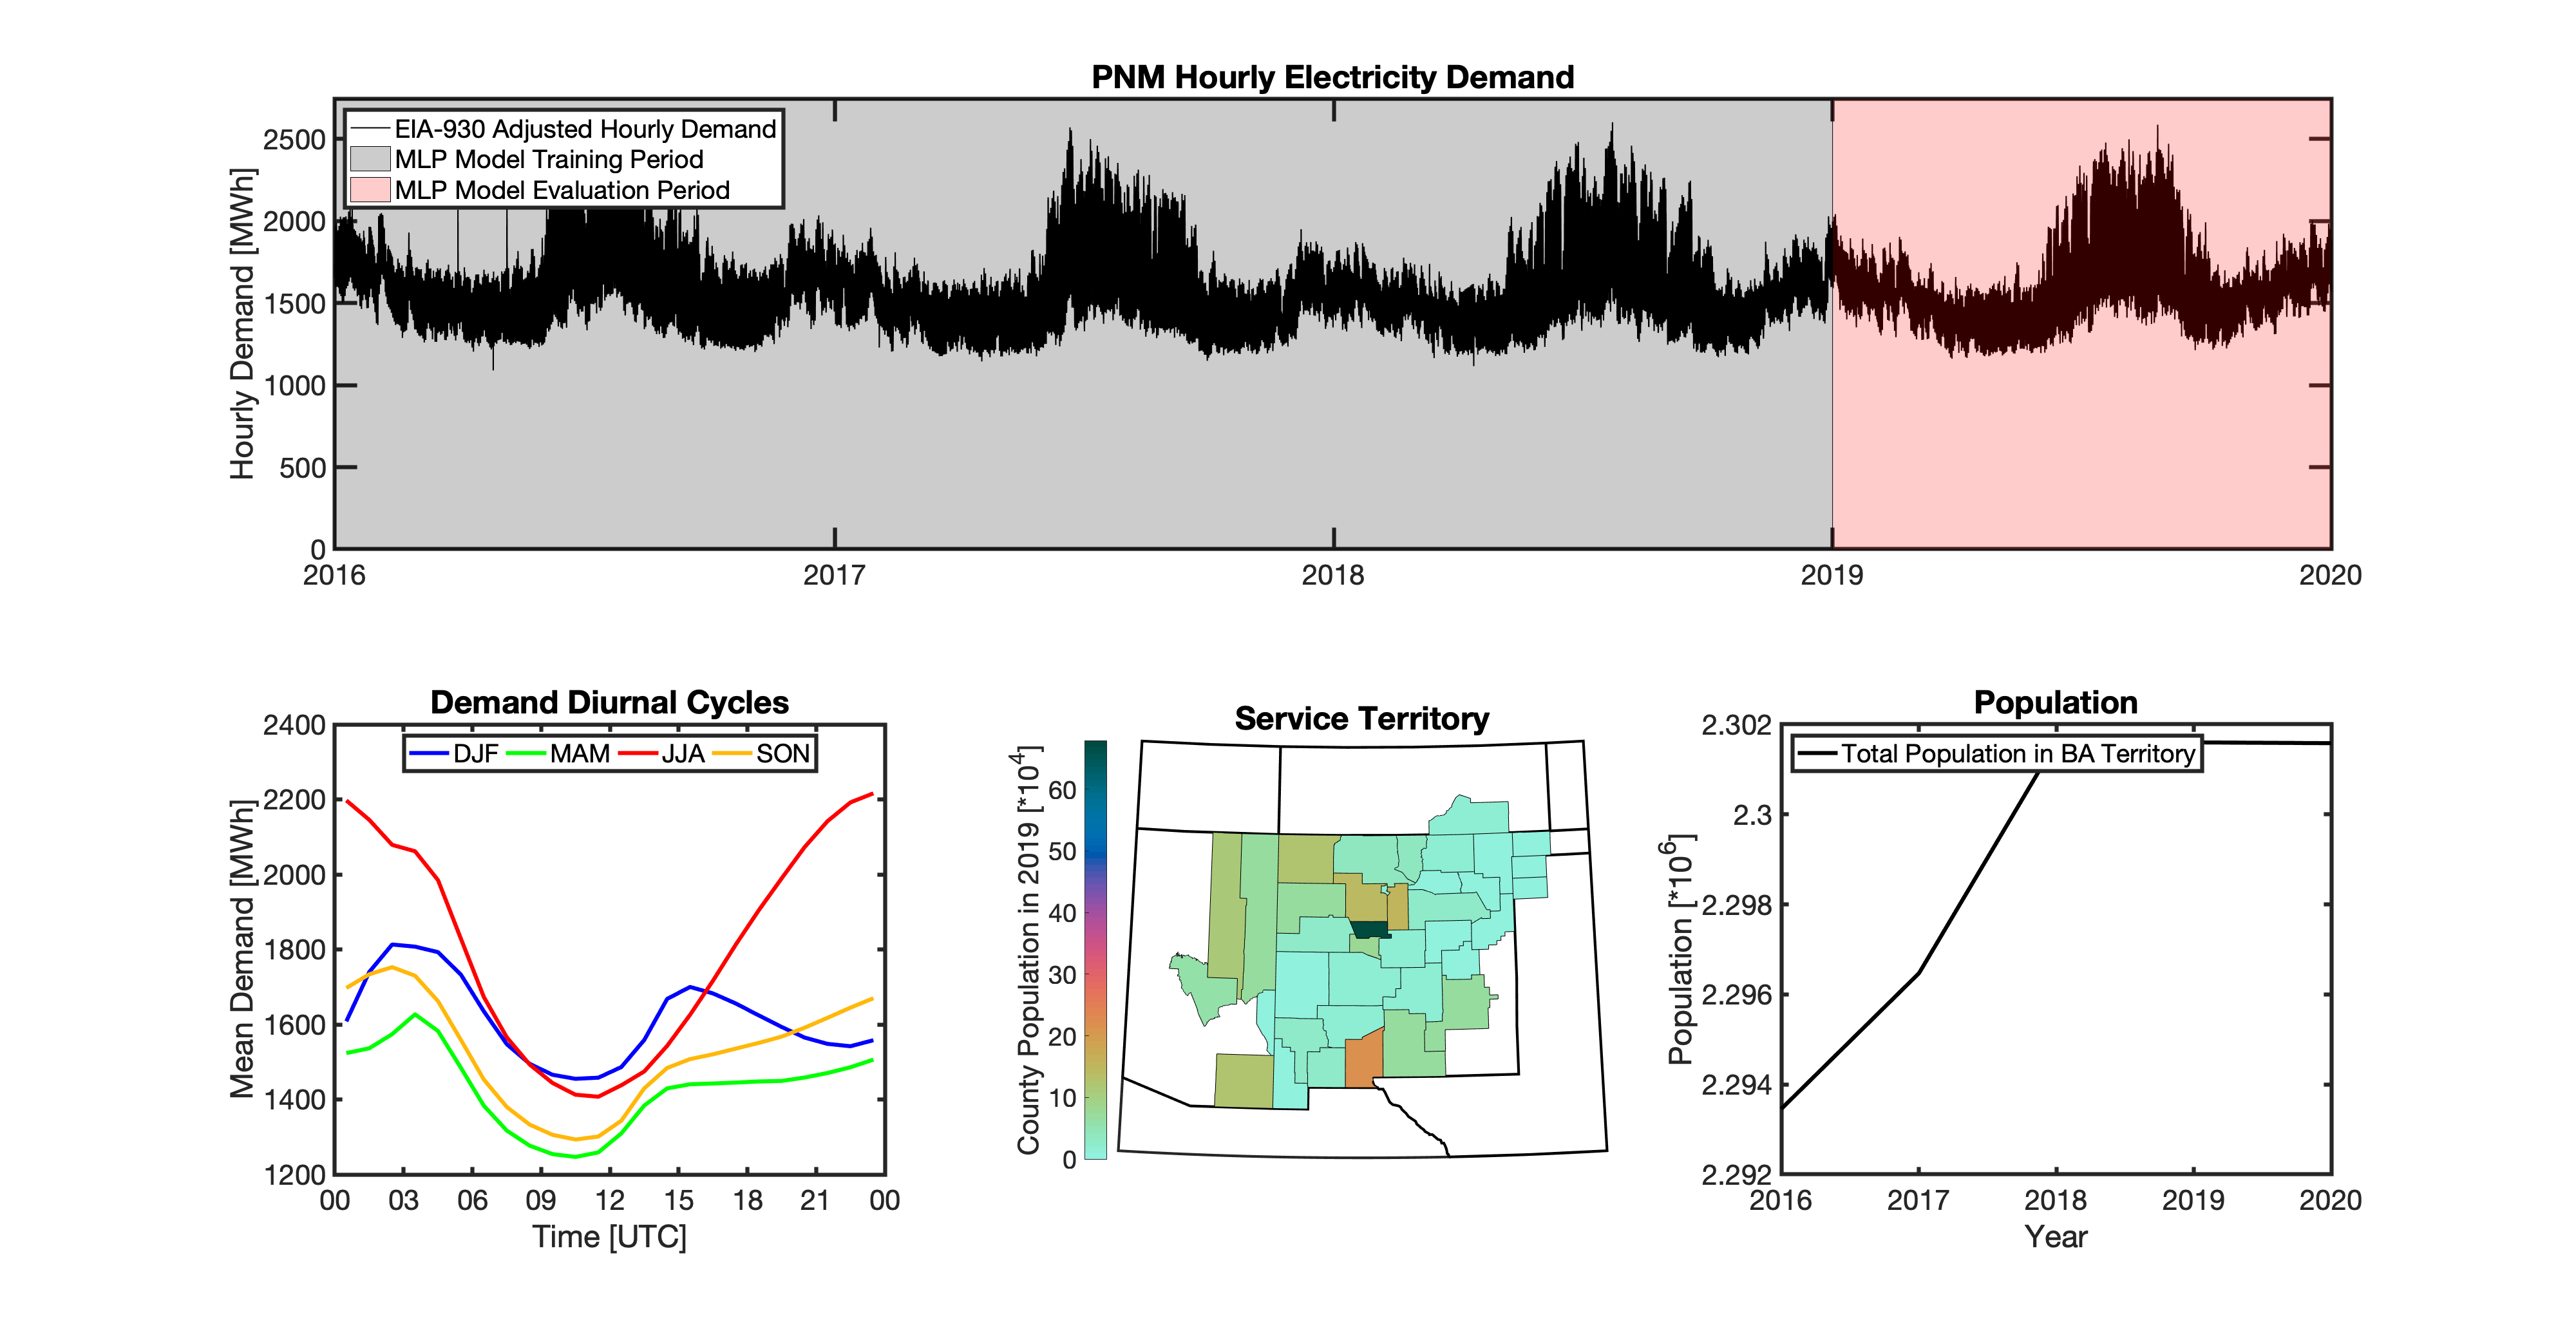 PNM Hourly Electricity Demand
EIA-930 Adjusted Hourly Demand
MLP Model Training Period
MLP Model Evaluation Period
Hourly Demand [MWh]
2500
2000
1500
1000
500
0
2016 2017 2018 2019 2020
Demand Diurnal Cycles
DJF MAM JJA SON
Mean Demand [MWh]
2400
2200
2000
1800
1600
1400
1200
00 03 06 09 12 15 18 21 00
Time [UTC]
Service Territory
County Population in 2019 [*10^4]
60
50
40
30
20
10
0
Population
Total Population in BA Territory
Population [*10^6]
2.302
2.3
2.298
2.296
2.294
2.292
2016 2017 2018 2019 2020
Year